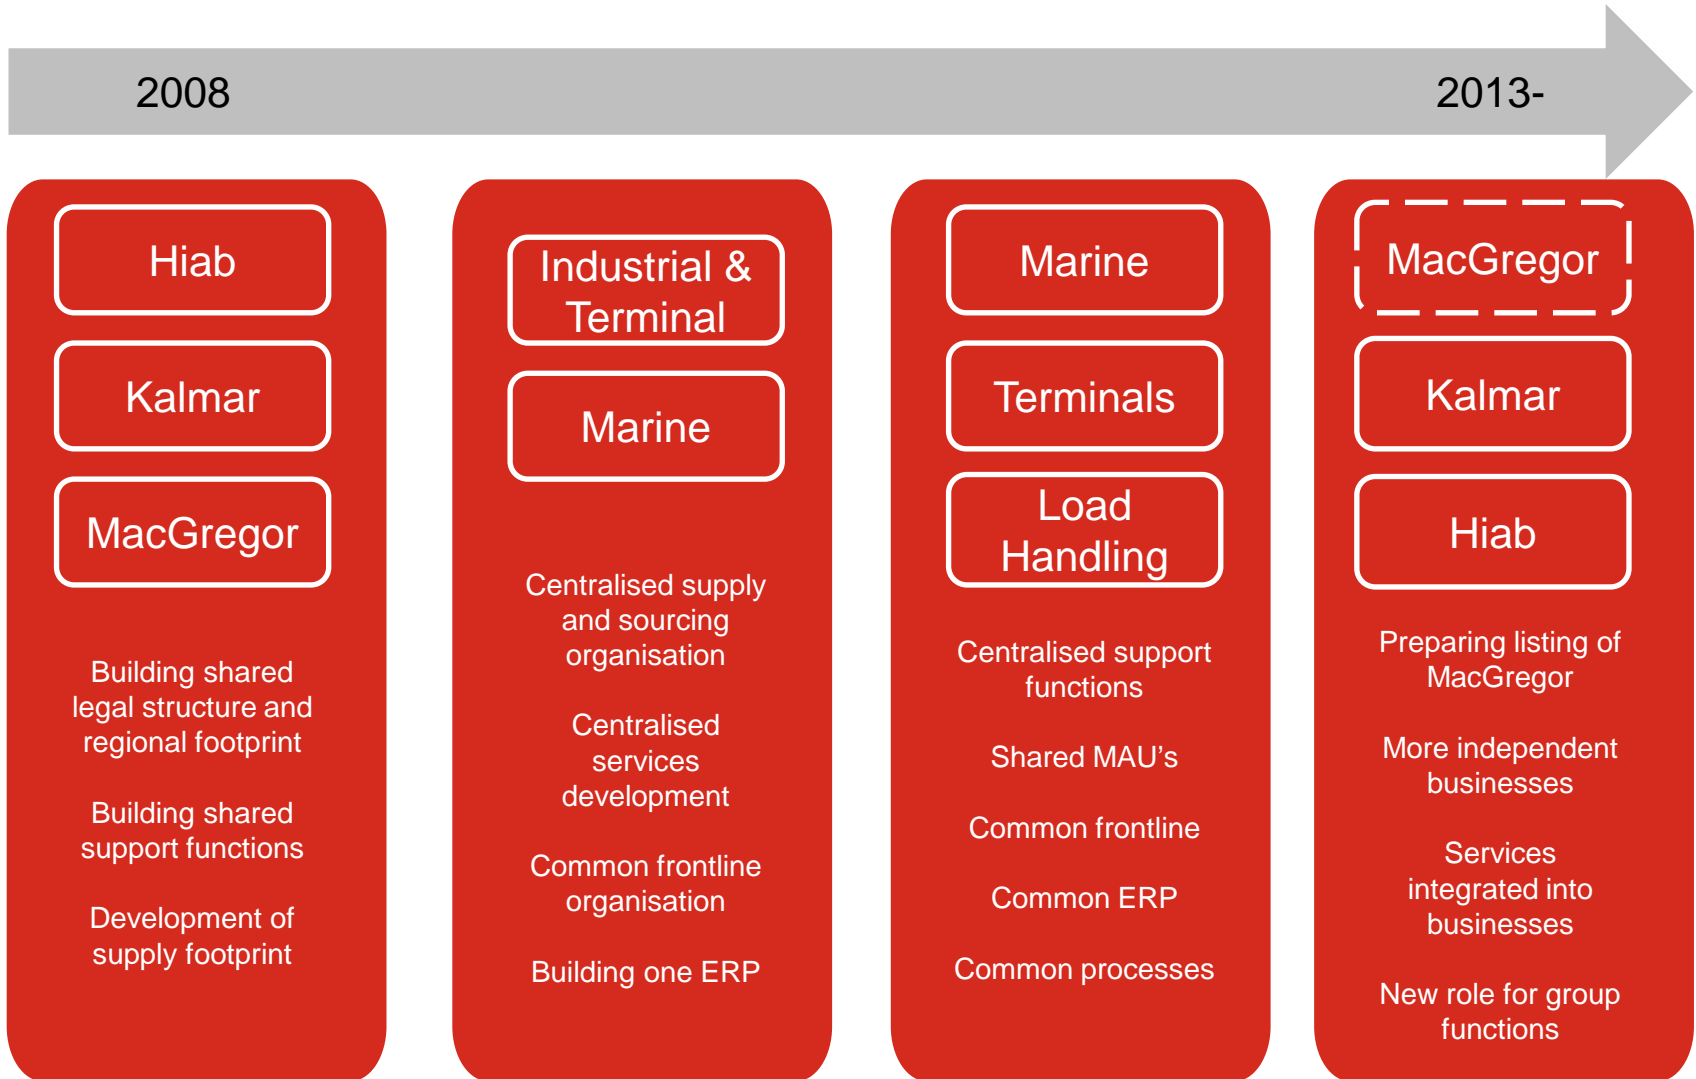 2008
2013-
Hiab
Kalmar
MacGregor
Building shared
legal structure and
regional footprint
Building shared
support functions
Development of
supply footprint
Industrial &
Terminal
Marine
Centralised supply
and sourcing
organisation
Centralised
services
development
Common frontline
organisation
Building one ERP
Marine
Terminals
Load
Handling
Centralised support
functions
Shared MAU’s
Common frontline
Common ERP
Common processes
MacGregor
Kalmar
Hiab
Preparing listing of
MacGregor
More independent
businesses
Services
integrated into
businesses
New role for group
functions